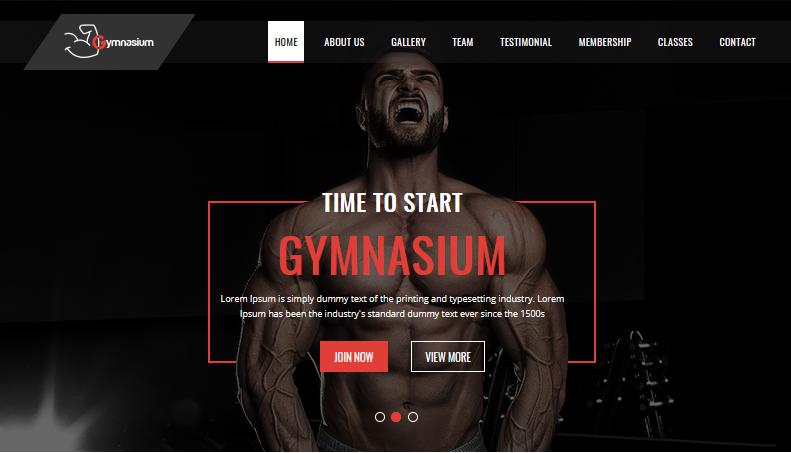 Gymnasium
HOME ABOUT US GALLERY TEAM TESTIMONIAL MEMBERSHIP CLASSES CONTACT
TIME TO START
GYMNASIUM
Lorem Ipsum is simply dummy text of the printing and typesetting industry. Lorem
Ipsum has been the industry's standard dummy text ever since the 1500s
JOIN NOW VIEW MORE